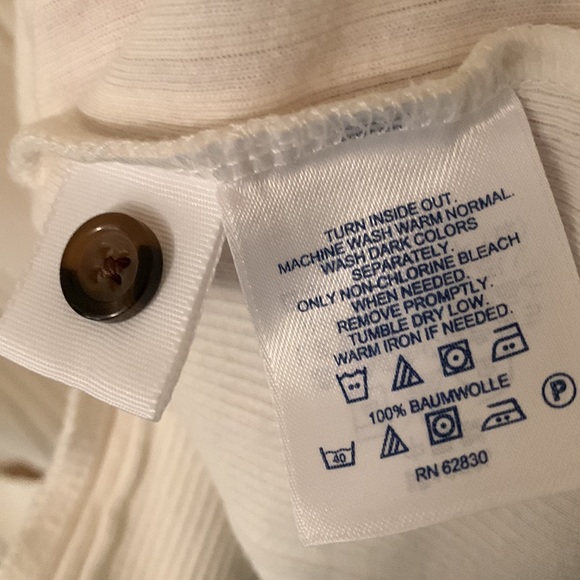 TURN INSIDE OUT.
MACHINE WASH WARM NORMAL.
WASH DARK COLORS
SEPARATELY.
ONLY NON-CHLORINE BLEACH
WHEN NEEDED.
REMOVE PROMPTLY.
TUMBLE DRY LOW.
WARM IRON IF NEEDED.
100% BAUMWOLLE
P
40
RN 62830